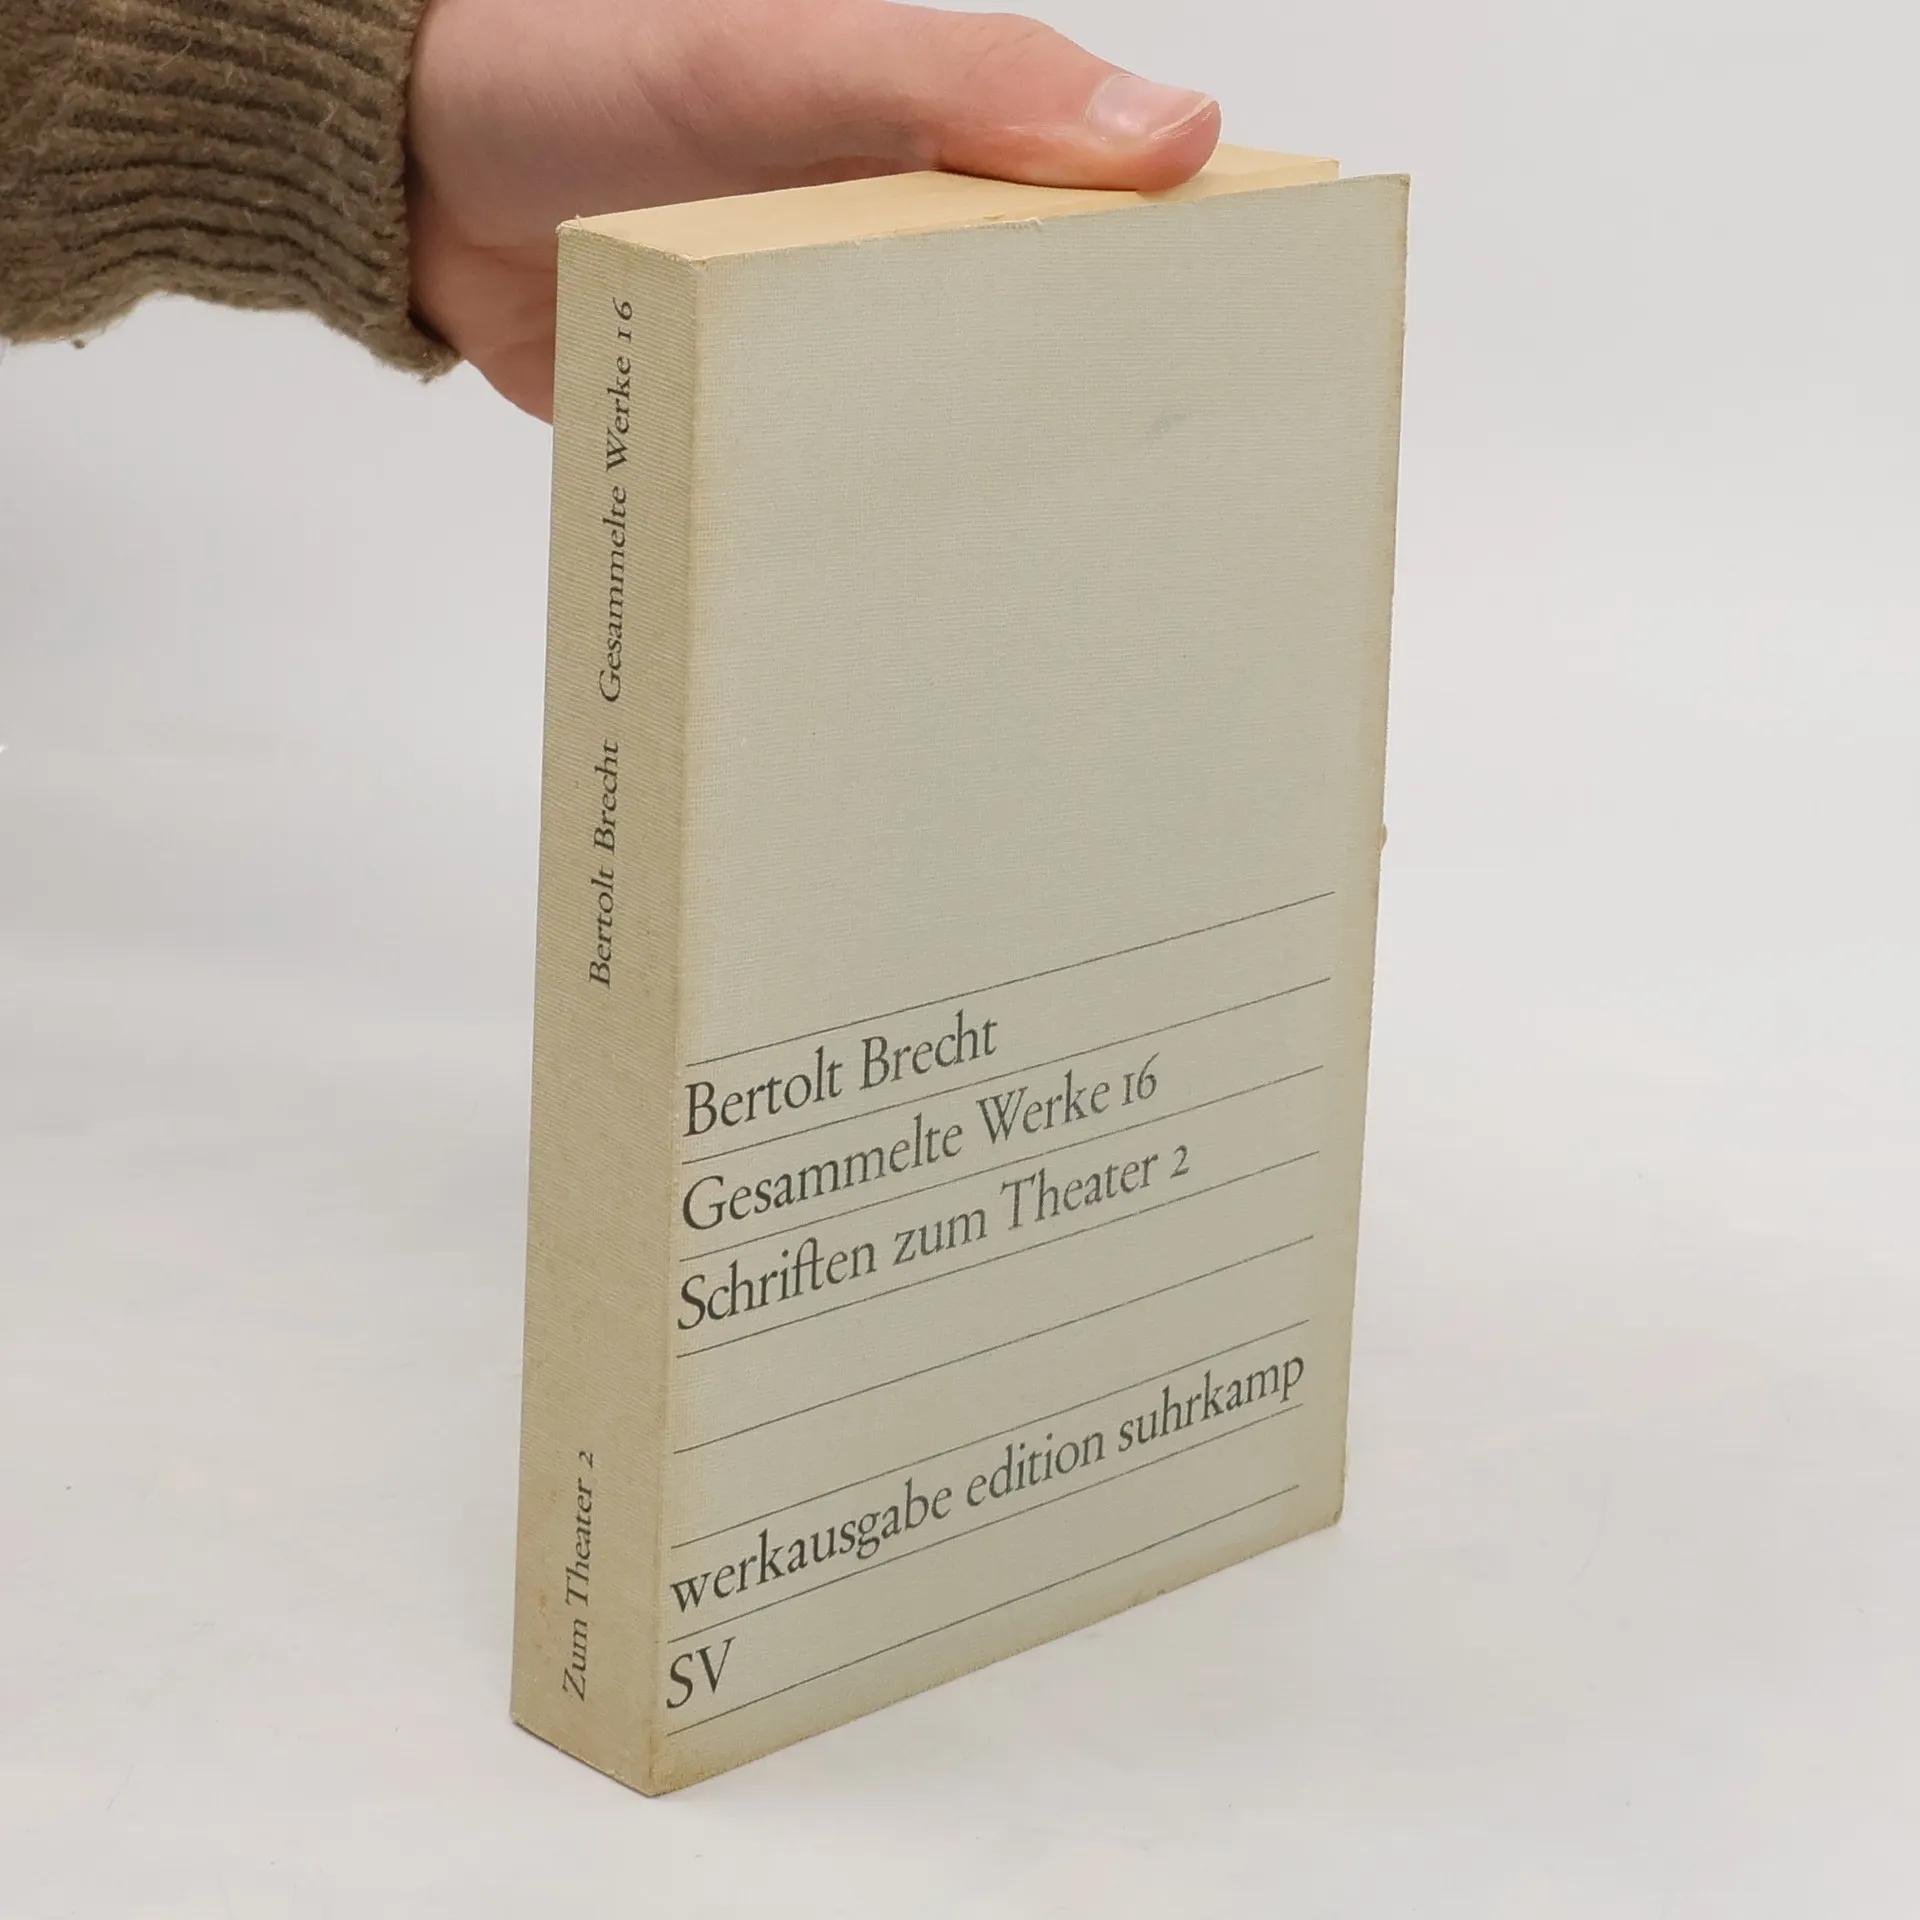 Bertolt Brecht Gesammelte Werke 16
Zum Theater 2
Bertolt Brecht
Gesammelte Werke 16
Schriften zum Theater 2
werkausgabe edition suhrkamp
SV